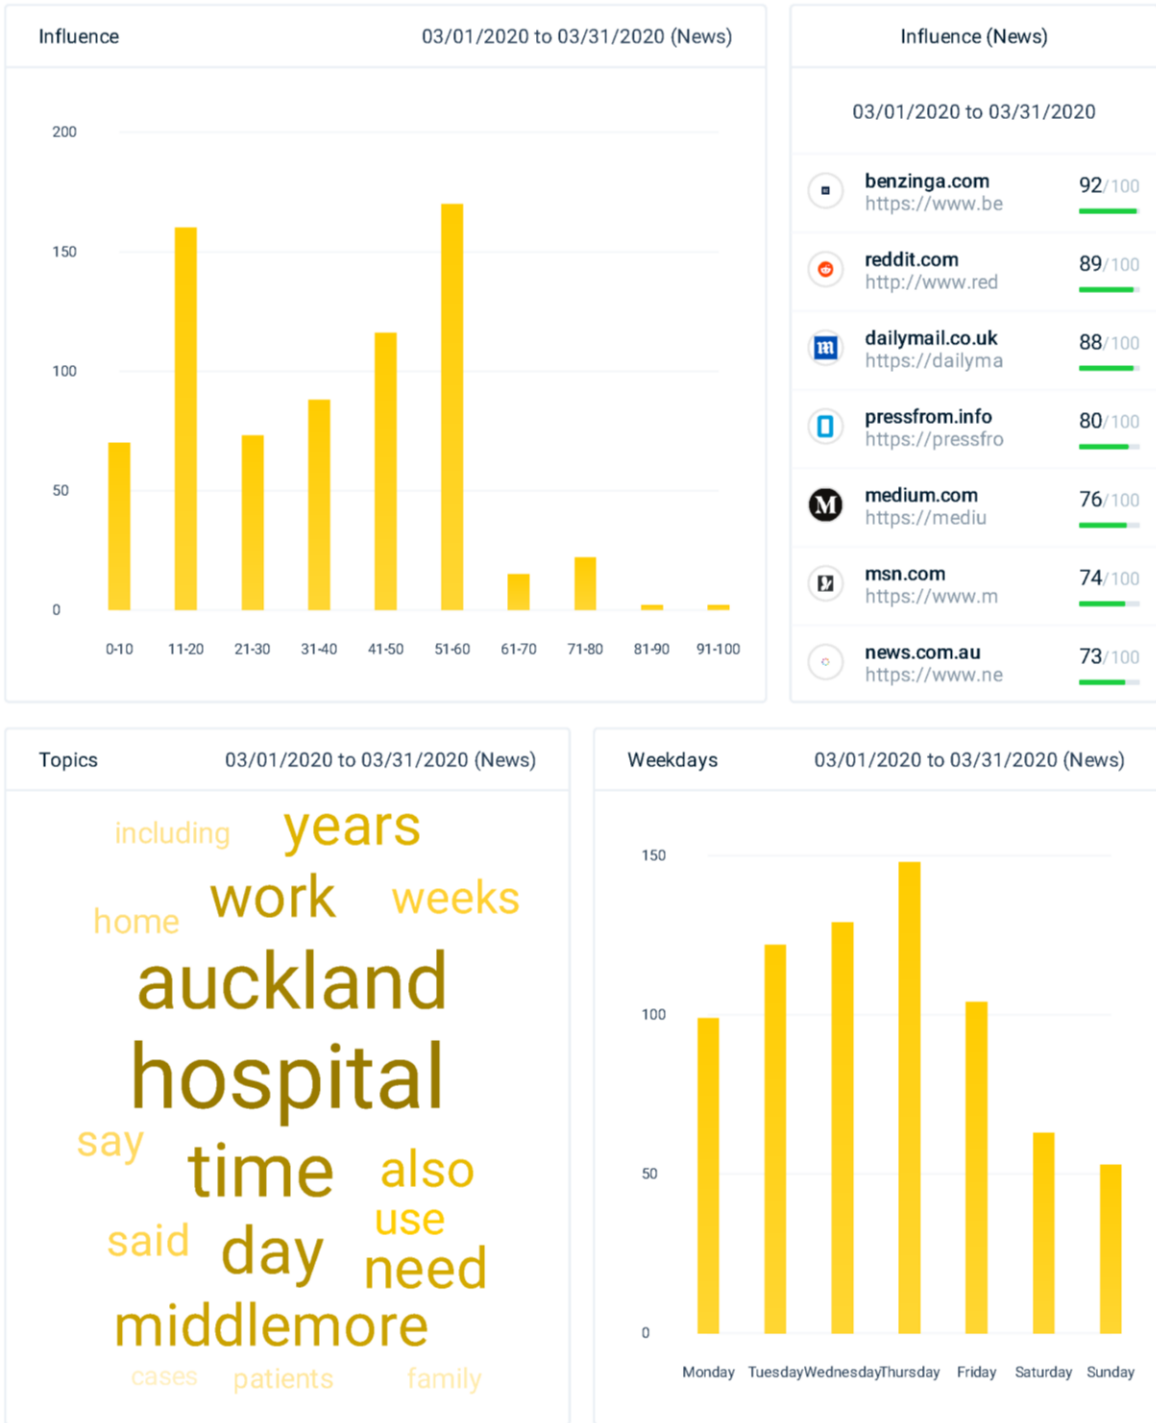 Influence 03/01/2020 to 03/31/2020 (News)
200
150
100
50
0
0-10 11-20 21-30 31-40 41-50 51-60 61-70 71-80 81-90 91-100
Influence (News)
03/01/2020 to 03/31/2020
benzinga.com 92/100
https://www.be
reddit.com 89/100
http://www.red
dailymail.co.uk 88/100
https://dailyma
pressfrom.info 80/100
https://pressfro
medium.com 76/100
https://mediu
msn.com 74/100
https://www.m
news.com.au 73/100
https://www.ne
Topics 03/01/2020 to 03/31/2020 (News)
including years
work weeks
home
auckland
hospital
say
time also
use
said day need
middlemore
cases patients family
Weekdays 03/01/2020 to 03/31/2020 (News)
150
100
50
0
Monday Tuesday Wednesday Thursday Friday Saturday Sunday